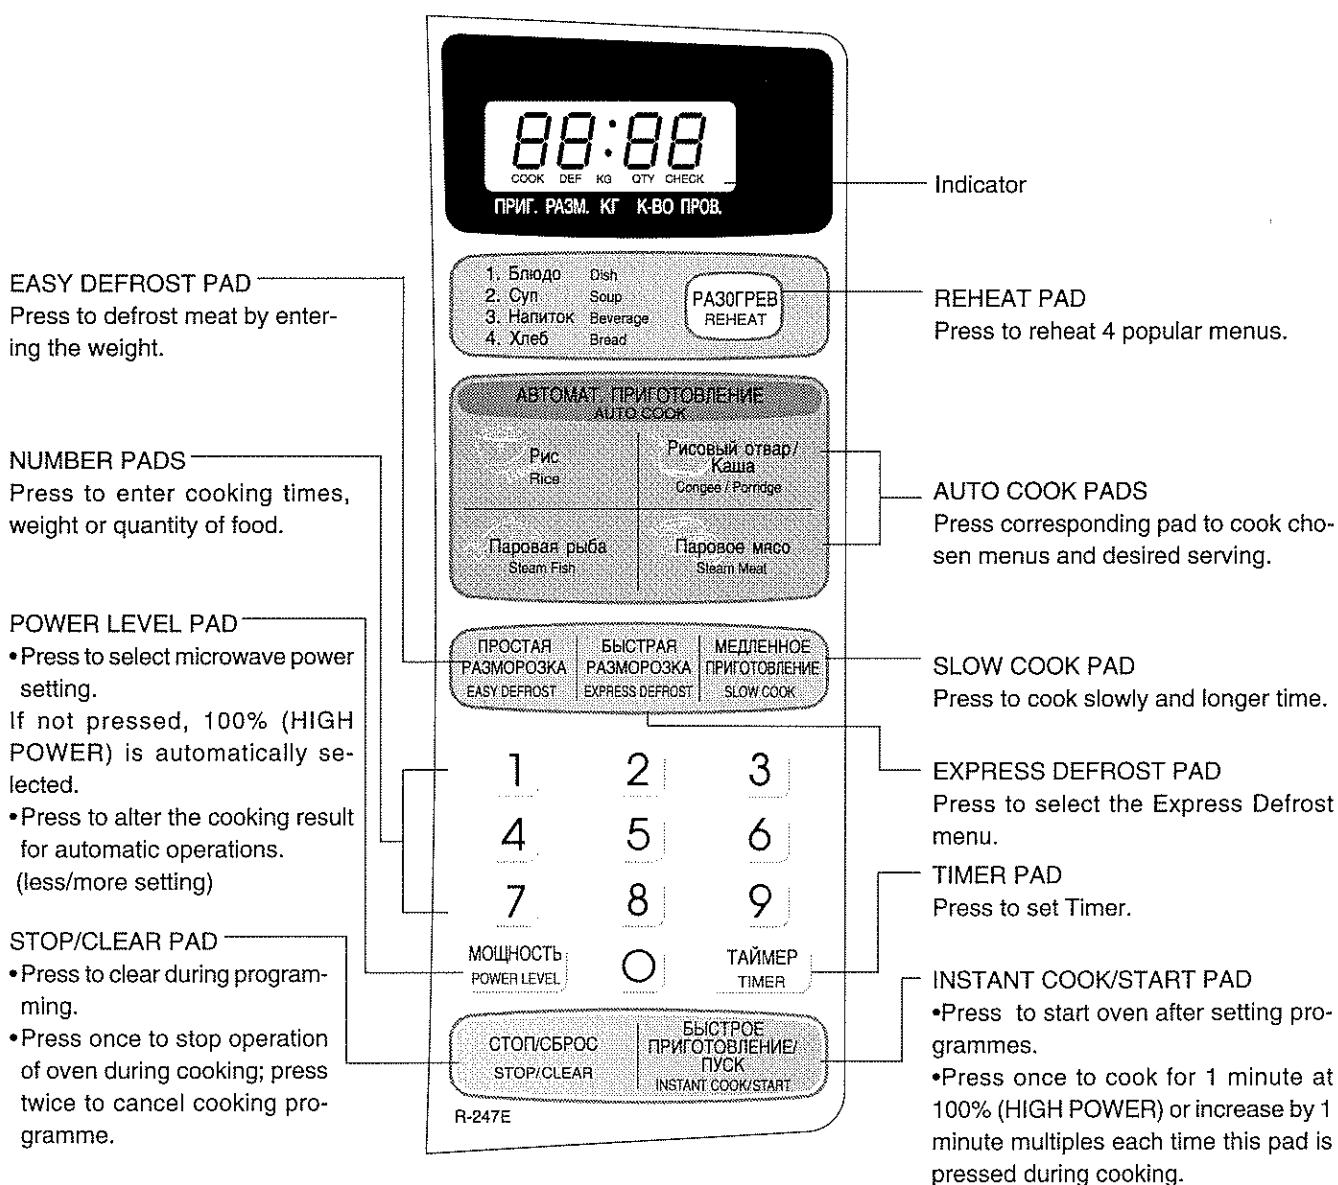 88:88
COOK DEF KG QTY CHECK
ПРИГ. РАЗМ. КГ К-ВО ПРОВ.
Indicator
1. Блюдо Dish
2. Суп Soup
3. Напиток Beverage
4. Хлеб Bread
РАЗОГРЕВ
REHEAT
EASY DEFROST PAD
Press to defrost meat by enter-
ing the weight.
REHEAT PAD
Press to reheat 4 popular menus.
АВТОМАТ. ПРИГОТОВЛЕНИЕ
AUTO COOK
Рис
Rice
Рисовый отвар/
Каша
Congee / Porridge
Паровая рыба
Steam Fish
Паровое мясо
Steam Meat
NUMBER PADS
Press to enter cooking times,
weight or quantity of food.
AUTO COOK PADS
Press corresponding pad to cook cho-
sen menus and desired serving.
POWER LEVEL PAD
•Press to select microwave power
setting.
If not pressed, 100% (HIGH
POWER) is automatically se-
lected.
•Press to alter the cooking result
for automatic operations.
(less/more setting)
ПРОСТАЯ
РАЗМОРОЗКА
EASY DEFROST
БЫСТРАЯ
РАЗМОРОЗКА
EXPRESS DEFROST
МЕДЛЕННОЕ
ПРИГОТОВЛЕНИЕ
SLOW COOK
SLOW COOK PAD
Press to cook slowly and longer time.
EXPRESS DEFROST PAD
Press to select the Express Defrost
menu.
1 2 3
4 5 6
7 8 9
МОЩНОСТЬ
POWER LEVEL
0
ТАЙМЕР
TIMER
TIMER PAD
Press to set Timer.
STOP/CLEAR PAD
•Press to clear during program-
ming.
•Press once to stop operation
of oven during cooking; press
twice to cancel cooking pro-
gramme.
СТОП/СБРОС
STOP/CLEAR
БЫСТРОЕ
ПРИГОТОВЛЕНИЕ/
ПУСК
INSTANT COOK/START
R-247E
INSTANT COOK/START PAD
•Press to start oven after setting pro-
grammes.
•Press once to cook for 1 minute at
100% (HIGH POWER) or increase by 1
minute multiples each time this pad is
pressed during cooking.